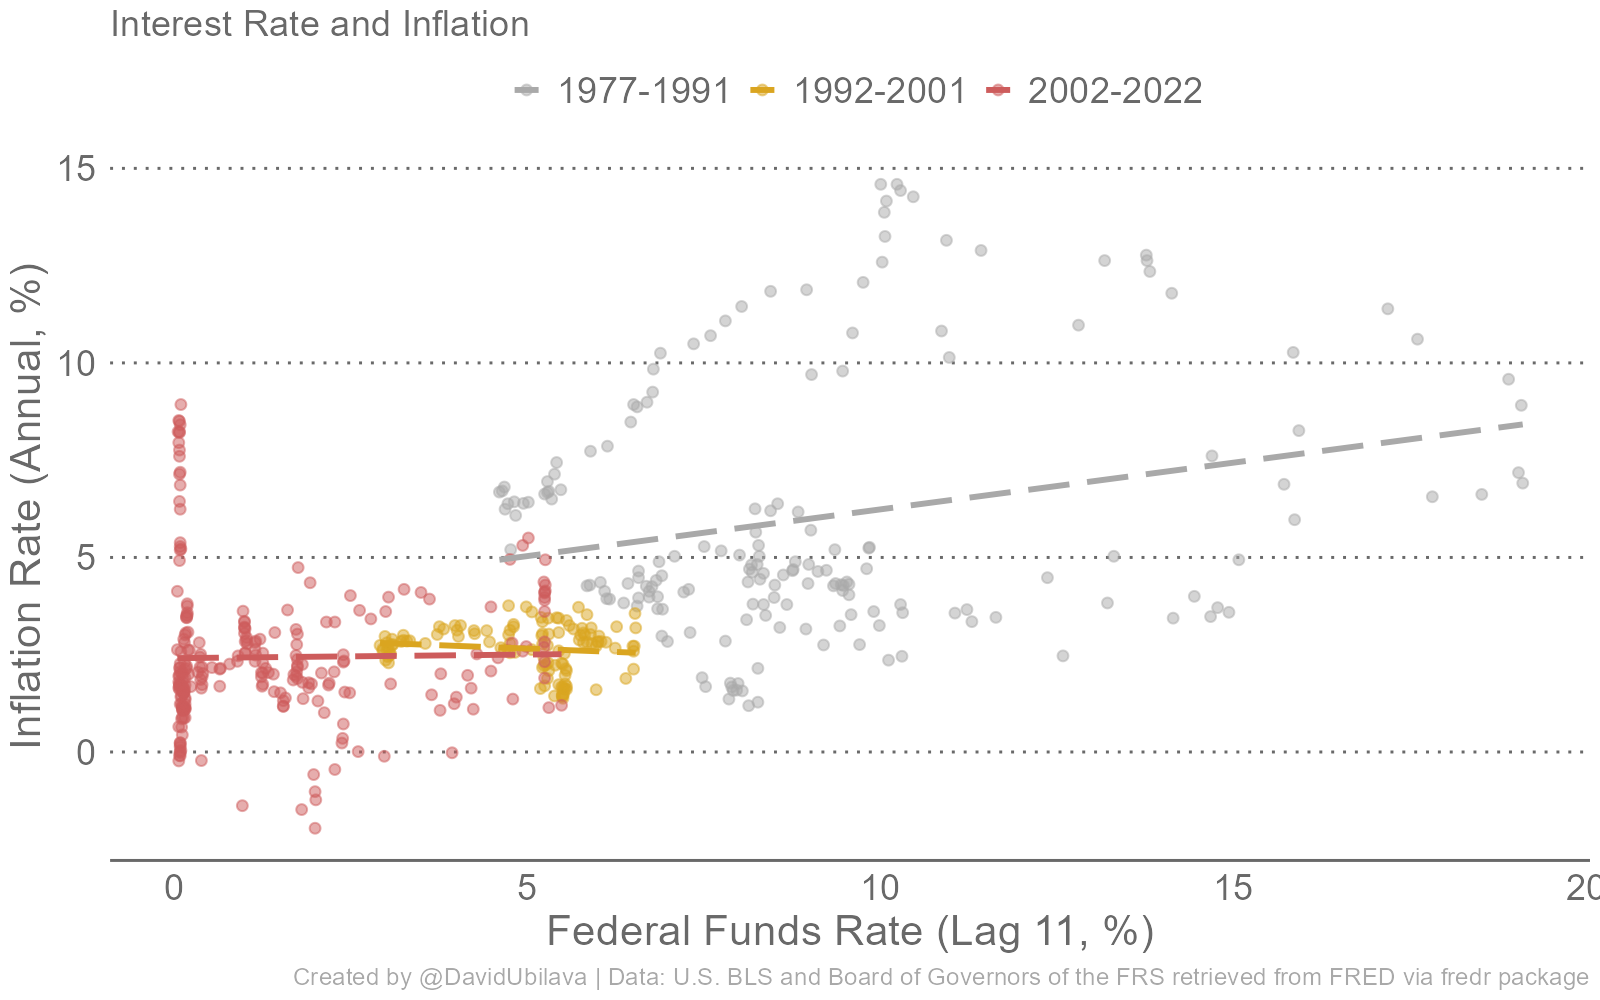 Interest Rate and Inflation
1977-1991 1992-2001 2002-2022
15
10
5
0
Inflation Rate (Annual, %)
0 5 10 15 20
Federal Funds Rate (Lag 11, %)
Created by @DavidUbilava | Data: U.S. BLS and Board of Governors of the FRS retrieved from FRED via fredr package